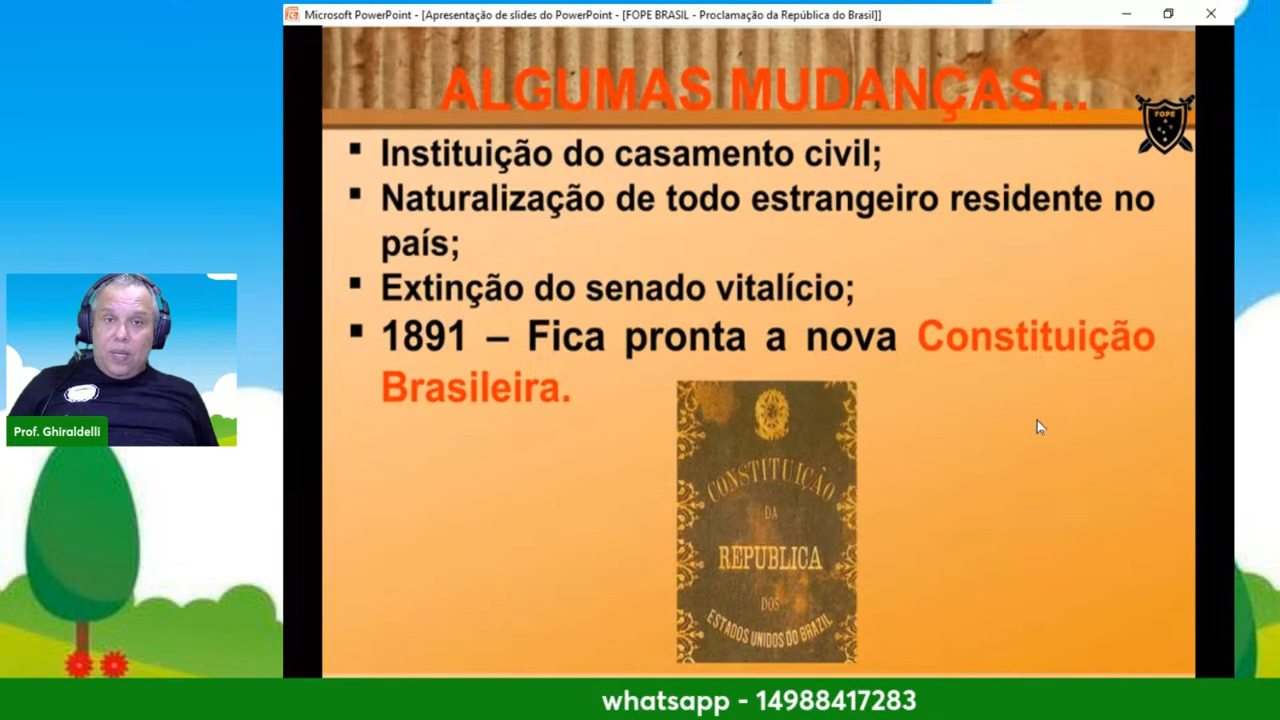 Microsoft PowerPoint - [Apresentação de slides do PowerPoint - [FOPE BRASIL - Proclamação da República do Brasil]]
ALGUMAS MUDANÇAS...
FOPE
▪ Instituição do casamento civil;
▪ Naturalização de todo estrangeiro residente no
país;
▪ Extinção do senado vitalício;
▪ 1891 – Fica pronta a nova Constituição
Brasileira.
CONSTITUIÇÃO
DA
REPUBLICA
DOS
ESTADOS UNIDOS DO BRAZIL
Prof. Ghiraldelli
whatsapp - 14988417283